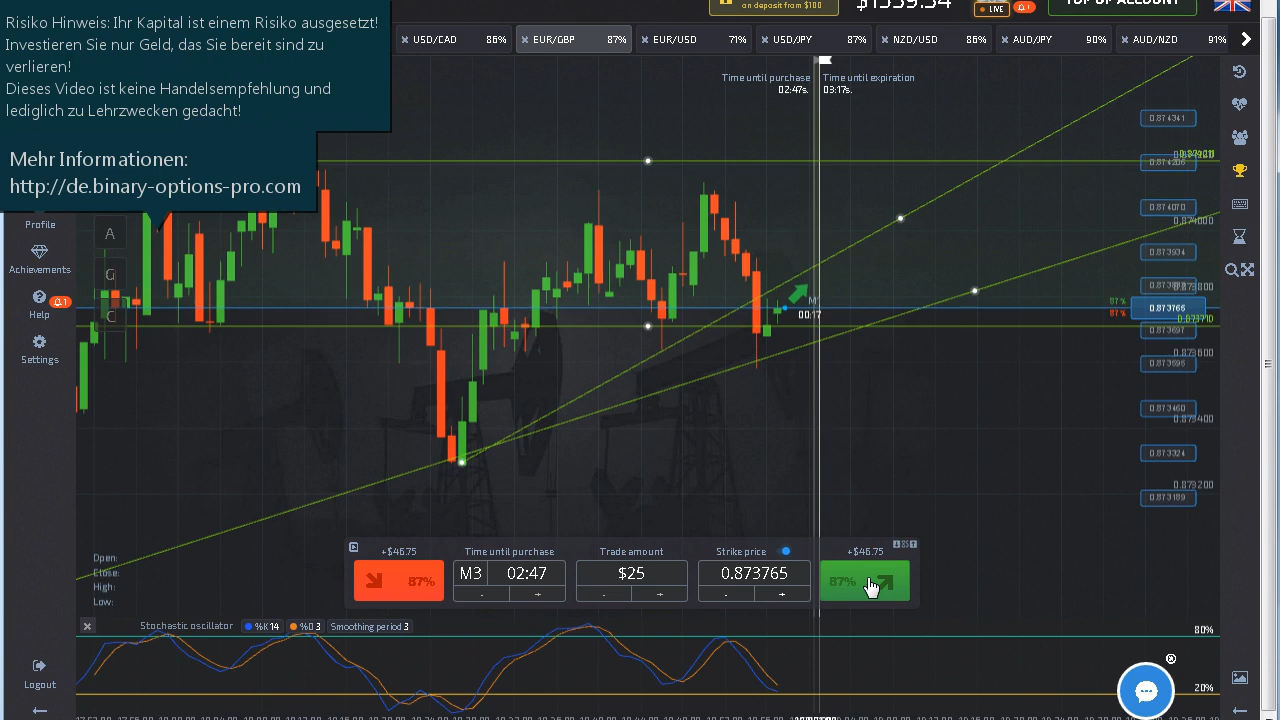 Risiko Hinweis: Ihr Kapital ist einem Risiko ausgesetzt!
Investieren Sie nur Geld, das Sie bereit sind zu
verlieren!
Dieses Video ist keine Handelsempfehlung und
lediglich zu Lehrzwecken gedacht!
Mehr Informationen:
http://de.binary-options-pro.com
on deposit from $100
LIVE
TOP UP ACCOUNT
USD/CAD 86%
EUR/GBP 87%
EUR/USD 71%
USD/JPY 87%
NZD/USD 86%
AUD/JPY 90%
AUD/NZD 91%
Time until purchase
02:47s.
Time until expiration
03:17s.
Profile
Achievements
Help
Settings
Logout
A
G
C
0.874341
0.874070
0.874000
0.873934
87 %
87 %
0.873766
0.873710
0.873697
0.873600
0.873460
0.873400
0.873324
0.873200
0.873189
00:17
Open:
Close:
High:
Low:
+$46.75
87%
Time until purchase
M3 02:47
- +
Trade amount
$25
- +
Strike price
0.873765
- +
+$46.75
87%
Stochastic oscillator %K 14 %D 3 Smoothing period 3
80%
20%